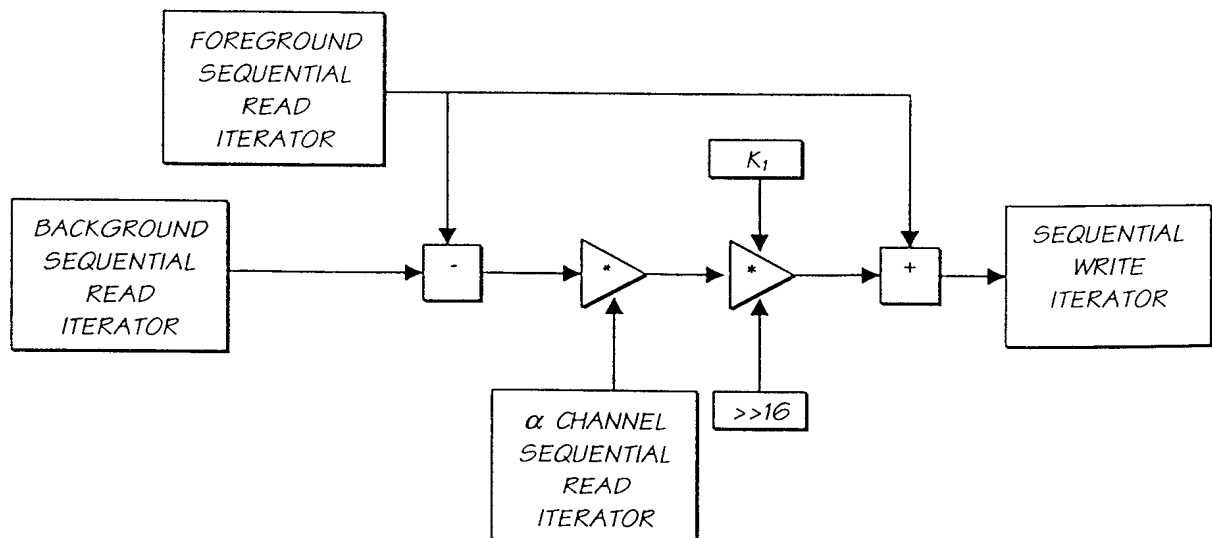 FOREGROUND
SEQUENTIAL
READ
ITERATOR
K₁
BACKGROUND
SEQUENTIAL
READ
ITERATOR
-
*
*
+
SEQUENTIAL
WRITE
ITERATOR
α CHANNEL
SEQUENTIAL
READ
ITERATOR
>>16